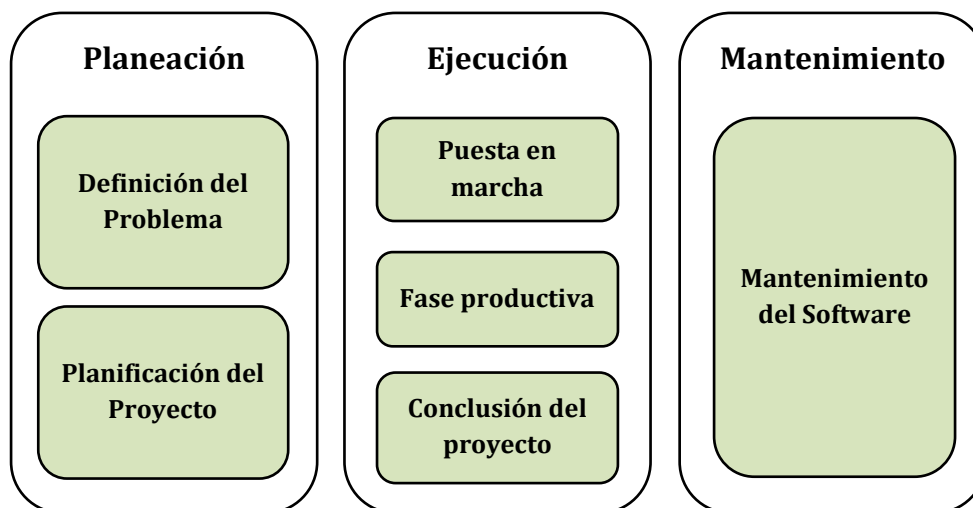 Planeación
Definición del
Problema
Planificación del
Proyecto
Ejecución
Puesta en
marcha
Fase productiva
Conclusión del
proyecto
Mantenimiento
Mantenimiento
del Software